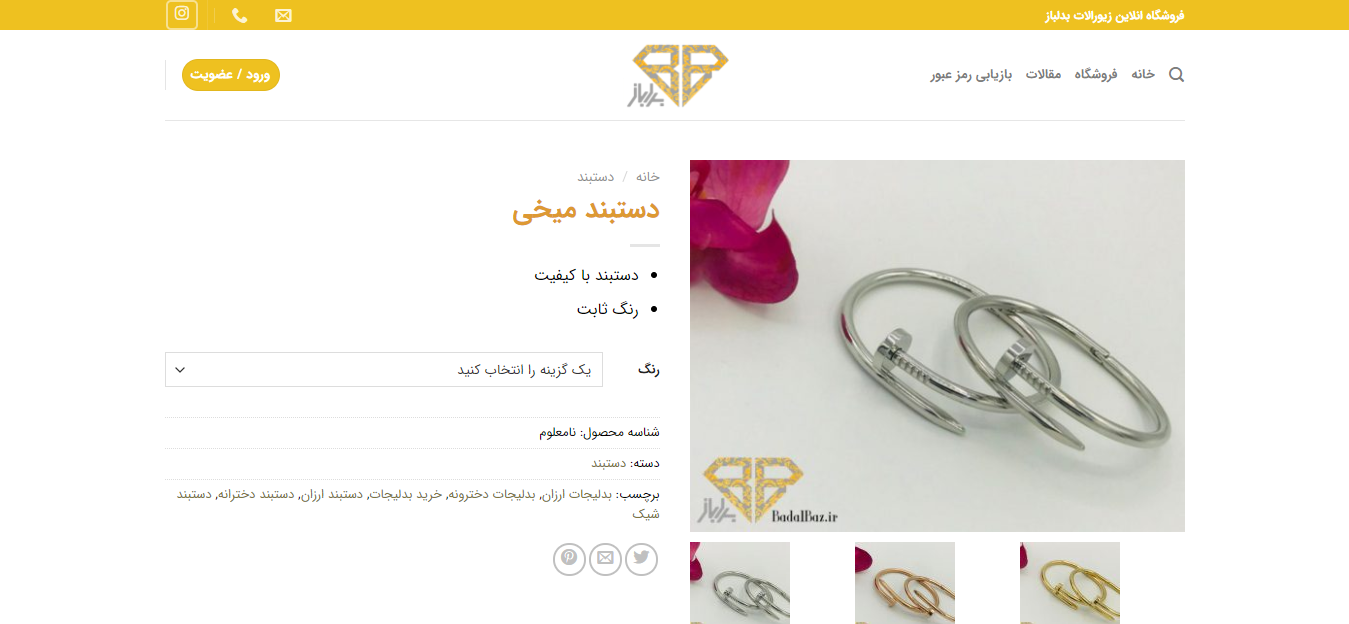 فروشگاه انلاین زیورالات بدلباز
خانه
فروشگاه
مقالات
بازیابی رمز عبور
بدلباز
ورود / عضویت
خانه / دستبند
دستبند میخی
دستبند با کیفیت
رنگ ثابت
رنگ
یک گزینه را انتخاب کنید
شناسه محصول: نامعلوم
دسته: دستبند
برچسب: بدلیجات ارزان, بدلیجات دخترونه, خرید بدلیجات, دستبند ارزان, دستبند دخترانه, دستبند
شیک
بدلباز
BadalBaz.ir